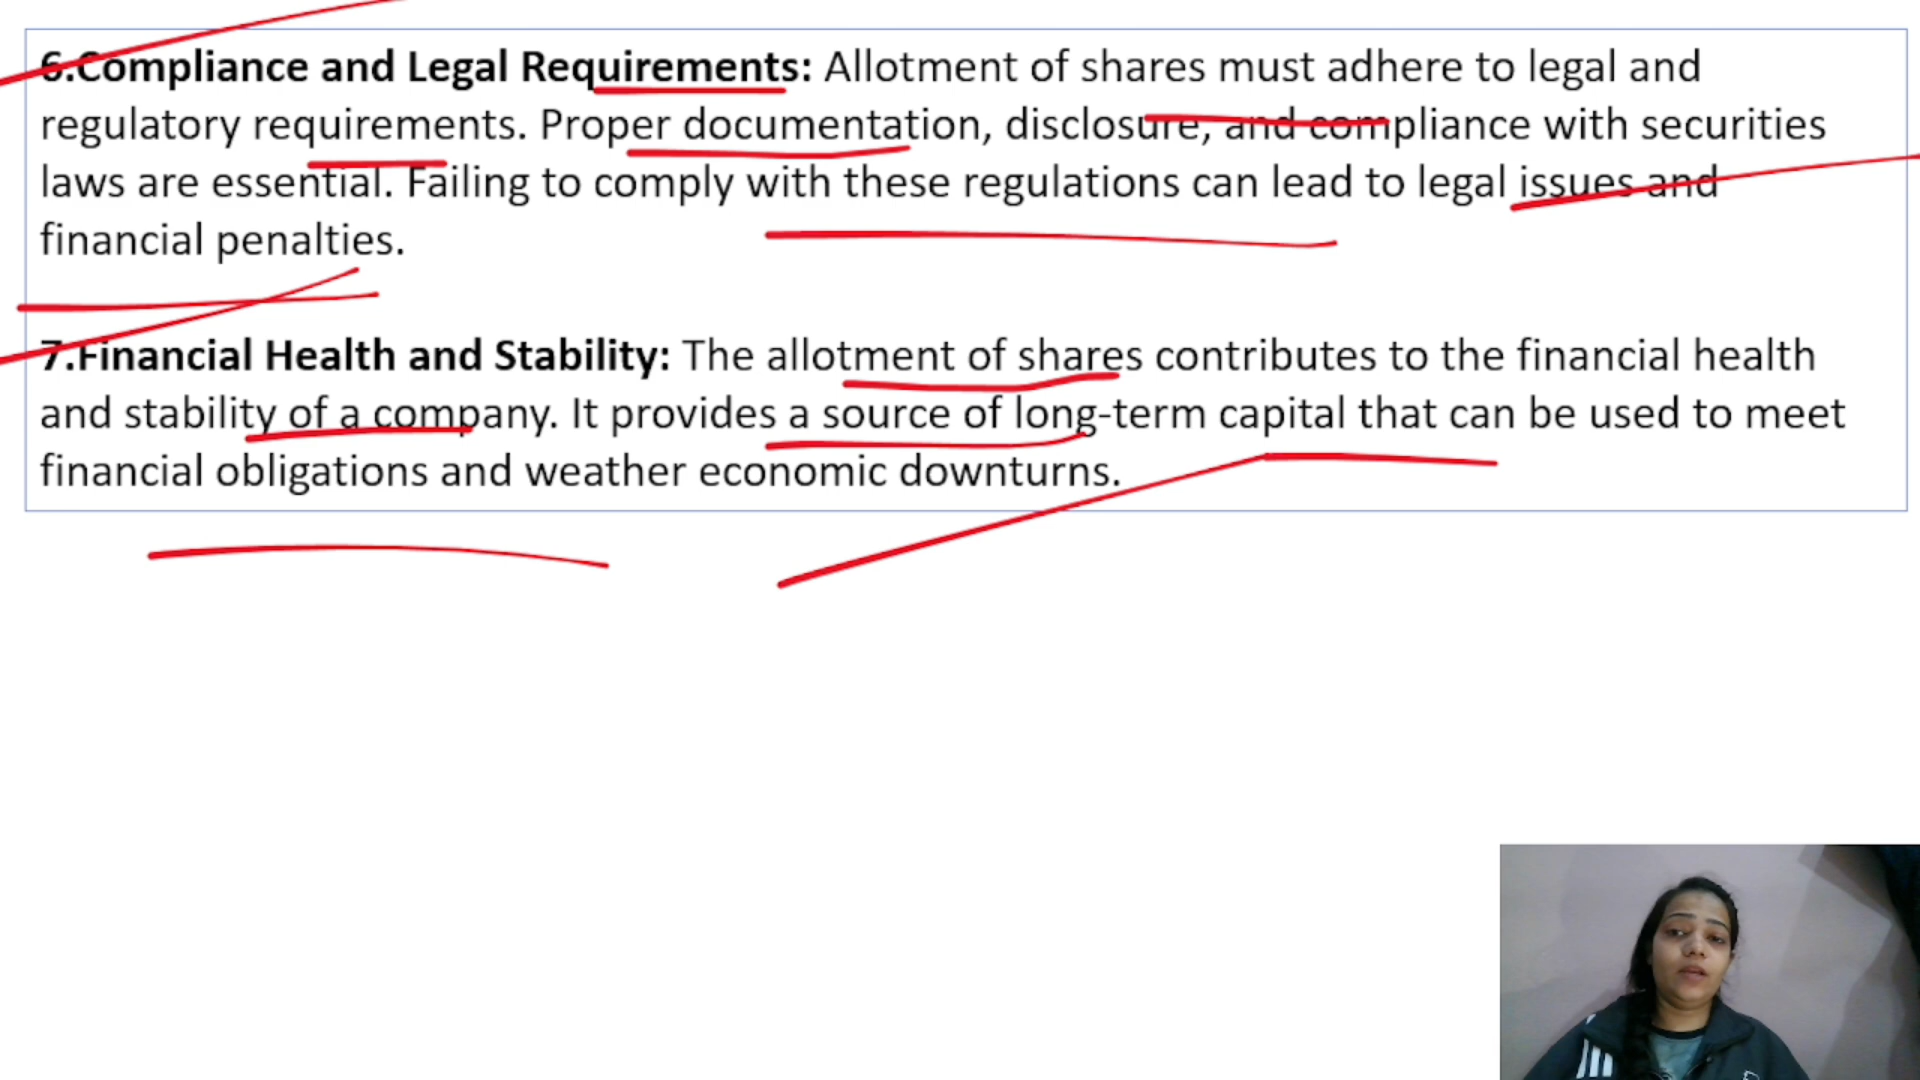 6.Compliance and Legal Requirements: Allotment of shares must adhere to legal and
regulatory requirements. Proper documentation, disclosure, and compliance with securities
laws are essential. Failing to comply with these regulations can lead to legal issues and
financial penalties.
7.Financial Health and Stability: The allotment of shares contributes to the financial health
and stability of a company. It provides a source of long-term capital that can be used to meet
financial obligations and weather economic downturns.